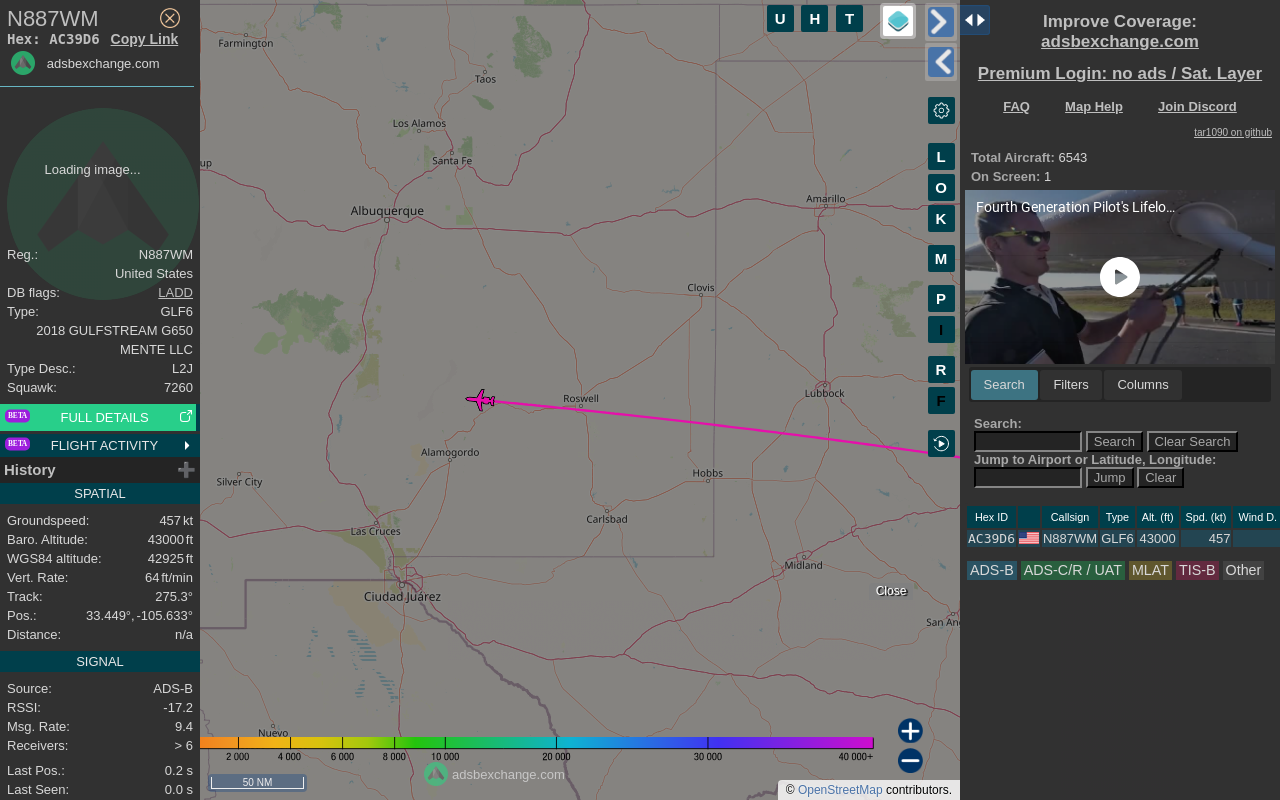 N887WM
Hex: AC39D6 Copy Link
adsbexchange.com
Loading image...
Reg.: N887WM
United States
DB flags: LADD
Type: GLF6
2018 GULFSTREAM G650
MENTE LLC
Type Desc.: L2J
Squawk: 7260
BETA FULL DETAILS
BETA FLIGHT ACTIVITY
History
SPATIAL
Groundspeed: 457 kt
Baro. Altitude: 43000 ft
WGS84 altitude: 42925 ft
Vert. Rate: 64 ft/min
Track: 275.3°
Pos.: 33.449°, -105.633°
Distance: n/a
SIGNAL
Source: ADS-B
RSSI: -17.2
Msg. Rate: 9.4
Receivers: > 6
Last Pos.: 0.2 s
Last Seen: 0.0 s
U H T
Farmington
Taos
Los Alamos
Santa Fe
up
Albuquerque
Amarillo
Clovis
Roswell
Lubbock
Alamogordo
Silver City
Hobbs
Carlsbad
Las Cruces
Midland
Ciudad Juárez
Close
San Ang
Nuevo
L
O
K
M
P
I
R
F
2 000 4 000 6 000 8 000 10 000 20 000 30 000 40 000+
adsbexchange.com
50 NM
© OpenStreetMap contributors.
Improve Coverage:
adsbexchange.com
Premium Login: no ads / Sat. Layer
FAQ Map Help Join Discord
tar1090 on github
Total Aircraft: 6543
On Screen: 1
Fourth Generation Pilot's Lifelo...
Search Filters Columns
Search:
Search Clear Search
Jump to Airport or Latitude, Longitude:
Jump Clear
Hex ID Callsign Type Alt. (ft) Spd. (kt) Wind D.
AC39D6 N887WM GLF6 43000 457
ADS-B ADS-C/R / UAT MLAT TIS-B Other